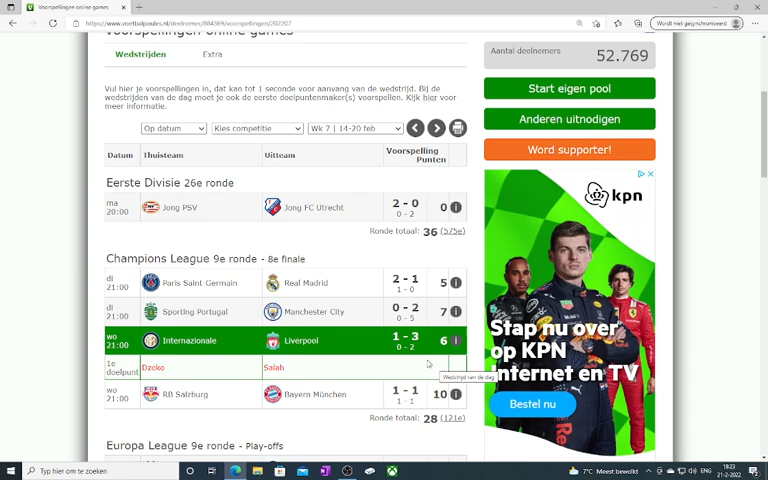 Voorspellingen online games
https://www.voetbalpoules.nl/deelnemer/884369/voorspellingen/202207
Wordt niet gesynchroniseerd
Voorspellingen online games
Wedstrijden Extra
Vul hier je voorspellingen in, dat kan tot 1 seconde voor aanvang van de wedstrijd. Bij de
wedstrijden van de dag moet je ook de eerste doelpuntenmaker(s) voorspellen. Kijk hier voor
meer informatie.
Op datum Kies competitie Wk 7 | 14-20 feb
Datum Thuisteam Uitteam Voorspelling
Punten
Eerste Divisie 26e ronde
ma
20:00 Jong PSV Jong FC Utrecht 2 - 0 0 i
0 - 2
Ronde totaal: 36 (575e)
Champions League 9e ronde - 8e finale
di
21:00 Paris Saint-Germain Real Madrid 2 - 1 5 i
1 - 0
di
21:00 Sporting Portugal Manchester City 0 - 2 7 i
0 - 5
wo
21:00 Internazionale Liverpool 1 - 3 6 i
0 - 2
1e
doelpunt Dzeko Salah
Wedstrijd van de dag
wo
21:00 RB Salzburg Bayern München 1 - 1 10 i
1 - 1
Ronde totaal: 28 (121e)
Europa League 9e ronde - Play-offs
Aantal deelnemers 52.769
Start eigen pool
Anderen uitnodigen
Word supporter!
kpn
Stap nu over
op KPN
internet en TV
Bestel nu
Typ hier om te zoeken
7°C Meest bewolkt
ENG
19:23
21-2-2022